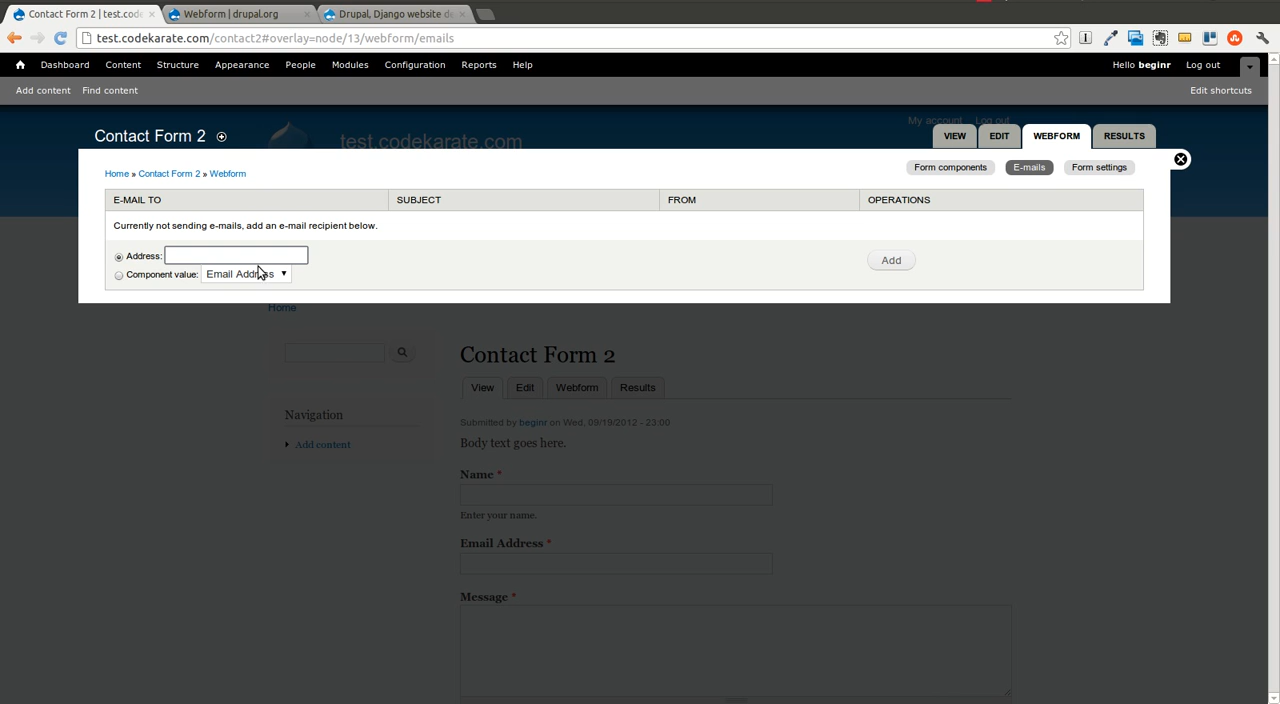 Contact Form 2 | test.code
Webform | drupal.org
Drupal, Django website de
test.codekarate.com/contact2#overlay=node/13/webform/emails
Dashboard Content Structure Appearance People Modules Configuration Reports Help
Hello beginr Log out
Add content Find content
Edit shortcuts
My account Log out
Contact Form 2
test.codekarate.com
VIEW EDIT WEBFORM RESULTS
Home » Contact Form 2 » Webform
Form components E-mails Form settings
E-MAIL TO SUBJECT FROM OPERATIONS
Currently not sending e-mails, add an e-mail recipient below.
Address:
Add
Component value: Email Address
Home
Contact Form 2
View Edit Webform Results
Navigation
Submitted by beginr on Wed, 09/19/2012 - 23:00
Add content
Body text goes here.
Name *
Enter your name.
Email Address *
Message *